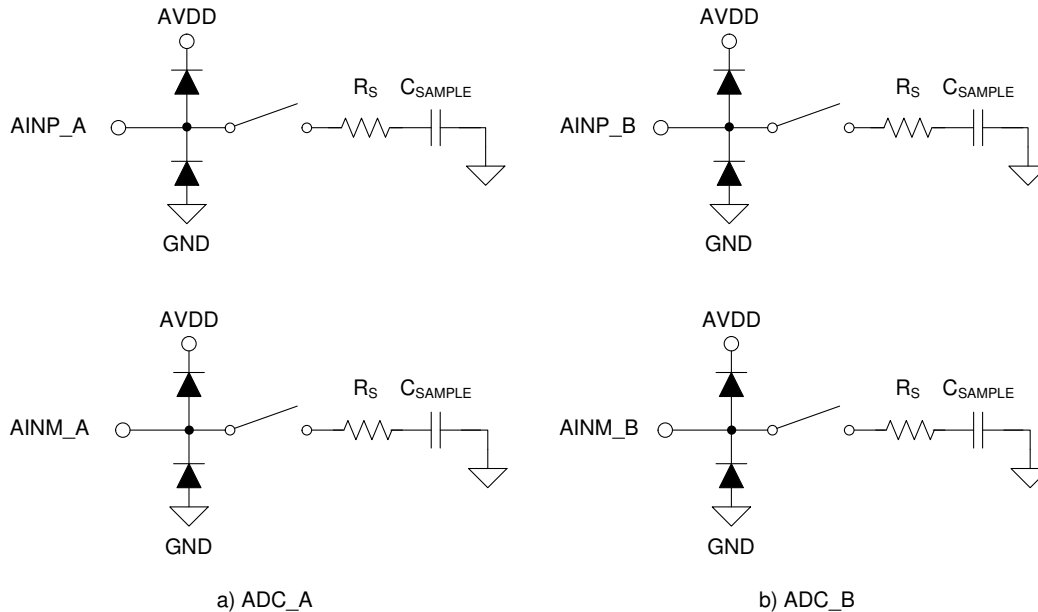 AVDD
R_S C_SAMPLE
AINP_A
GND
AVDD
R_S C_SAMPLE
AINP_B
GND
AVDD
R_S C_SAMPLE
AINM_A
GND
AVDD
R_S C_SAMPLE
AINM_B
GND
a) ADC_A
b) ADC_B